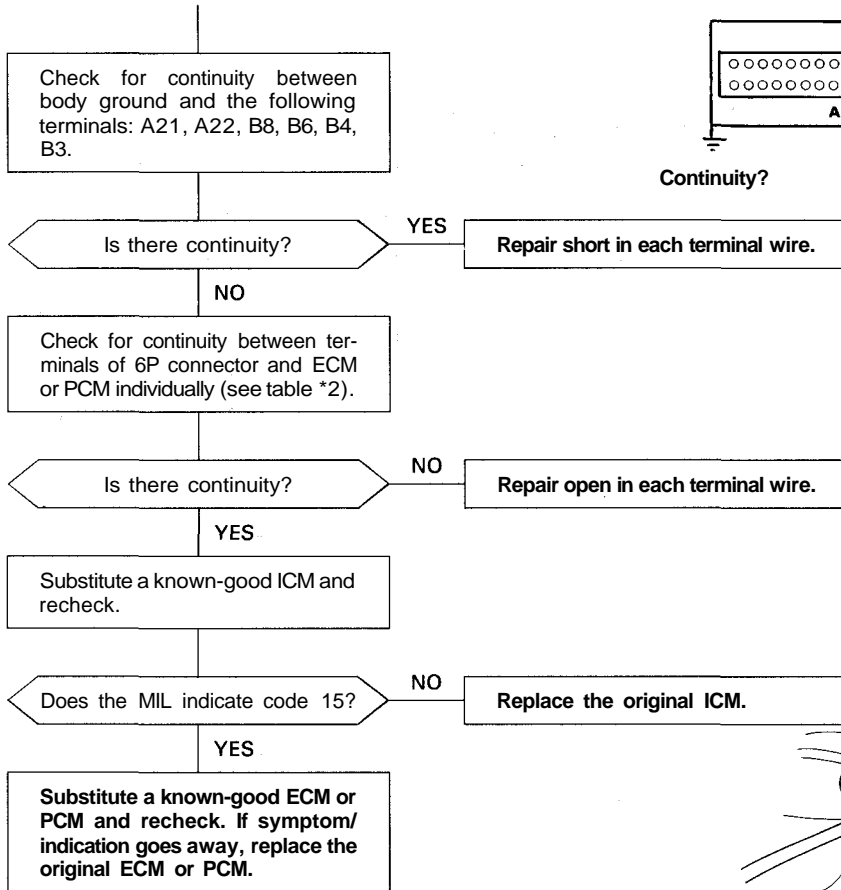 Check for continuity between
body ground and the following
terminals: A21, A22, B8, B6, B4,
B3.
A
Continuity?
Is there continuity?
YES
Repair short in each terminal wire.
NO
Check for continuity between ter-
minals of 6P connector and ECM
or PCM individually (see table *2).
Is there continuity?
NO
Repair open in each terminal wire.
YES
Substitute a known-good ICM and
recheck.
Does the MIL indicate code 15?
NO
Replace the original ICM.
YES
Substitute a known-good ECM or
PCM and recheck. If symptom/
indication goes away, replace the
original ECM or PCM.